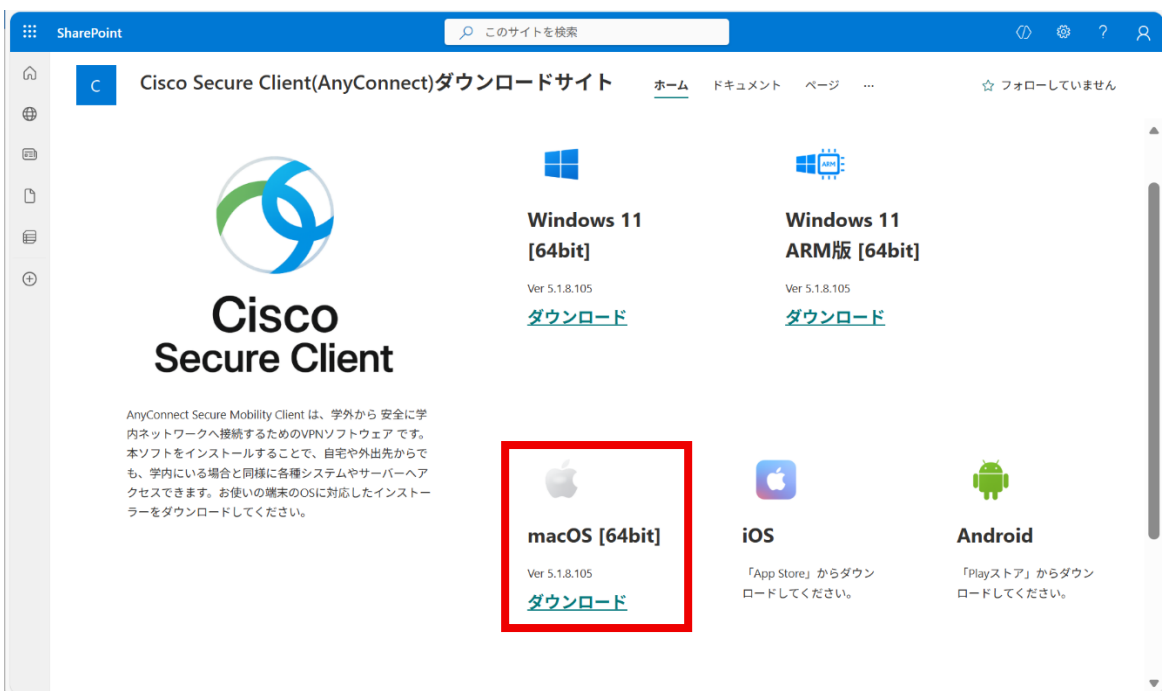 SharePoint
このサイトを検索
C
Cisco Secure Client(AnyConnect)ダウンロードサイト
ホーム
ドキュメント
ページ
…
フォローしていません
Cisco
Secure Client
AnyConnect Secure Mobility Client は、学外から 安全に学
内ネットワークへ接続するためのVPNソフトウェア です。
本ソフトをインストールすることで、自宅や外出先からで
も、学内にいる場合と同様に各種システムやサーバーへア
クセスできます。お使いの端末のOSに対応したインストー
ラーをダウンロードしてください。
Windows 11
[64bit]
Ver 5.1.8.105
ダウンロード
ARM
Windows 11
ARM版 [64bit]
Ver 5.1.8.105
ダウンロード
macOS [64bit]
Ver 5.1.8.105
ダウンロード
iOS
「App Store」からダウン
ロードしてください。
Android
「Playストア」からダウン
ロードしてください。